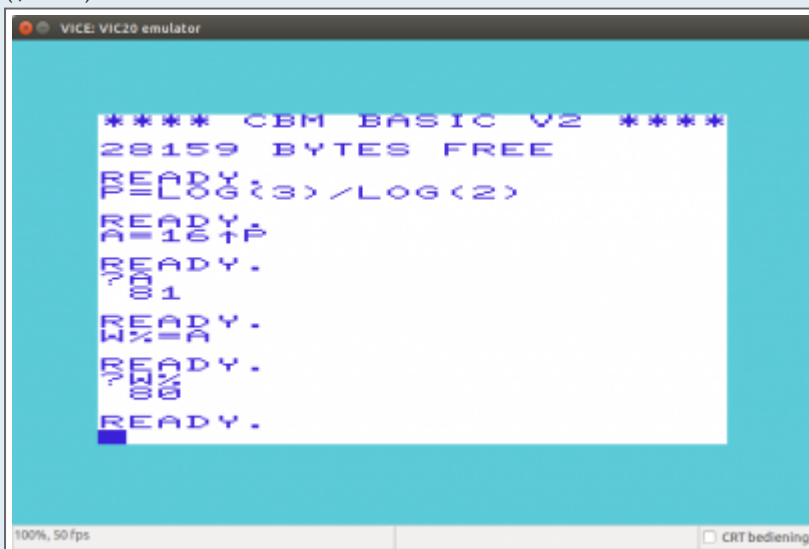 VICE: VIC20 emulator
**** CBM BASIC V2 ****
28159 BYTES FREE
READY.
P=LOG(3)/LOG(2)
READY.
A=16↑P
READY.
?A
81
READY.
W%=A
READY.
?W%
80
READY.
100%, 50 fps
CRT bediening